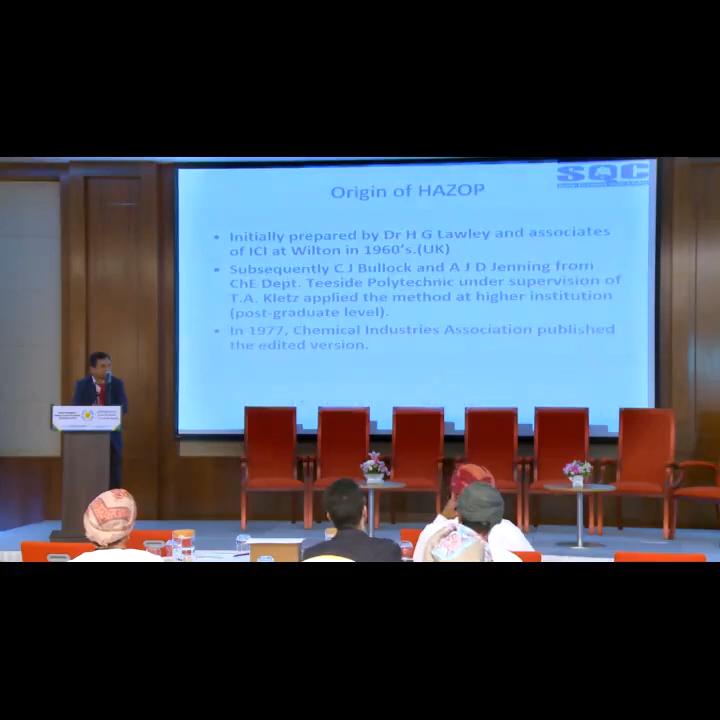 SQC
Origin of HAZOP
• Initially prepared by Dr H G Lawley and associates
of ICI at Wilton in 1960's.(UK)
• Subsequently C J Bullock and A J D Jenning from
ChE Dept. Teeside Polytechnic under supervision of
T.A. Kletz applied the method at higher institution
(post-graduate level).
• In 1977, Chemical Industries Association published
the edited version.